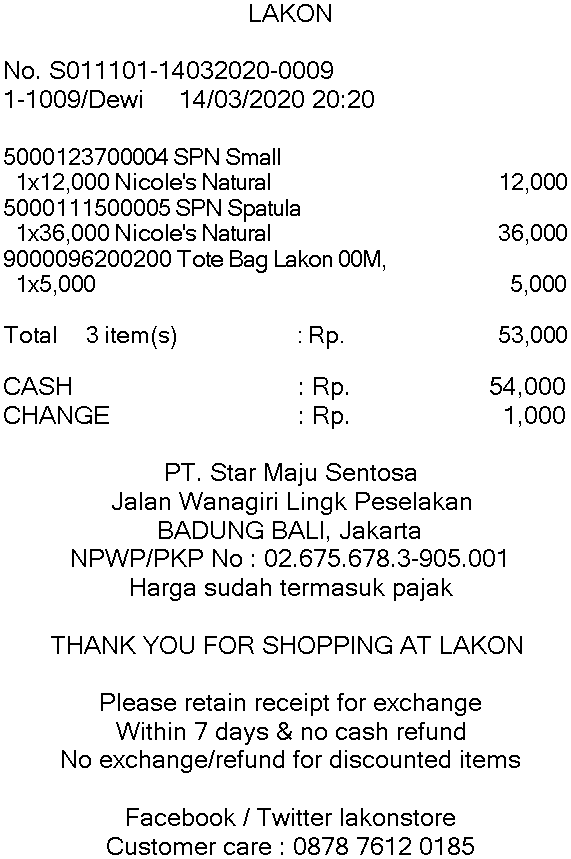 LAKON
No. S011101-14032020-0009
1-1009/Dewi 14/03/2020 20:20
5000123700004 SPN Small
1x12,000 Nicole's Natural 12,000
5000111500005 SPN Spatula
1x36,000 Nicole's Natural 36,000
9000096200200 Tote Bag Lakon 00M,
1x5,000 5,000
Total 3 item(s) : Rp. 53,000
CASH : Rp. 54,000
CHANGE : Rp. 1,000
PT. Star Maju Sentosa
Jalan Wanagiri Lingk Peselakan
BADUNG BALI, Jakarta
NPWP/PKP No : 02.675.678.3-905.001
Harga sudah termasuk pajak
THANK YOU FOR SHOPPING AT LAKON
Please retain receipt for exchange
Within 7 days & no cash refund
No exchange/refund for discounted items
Facebook / Twitter lakonstore
Customer care : 0878 7612 0185